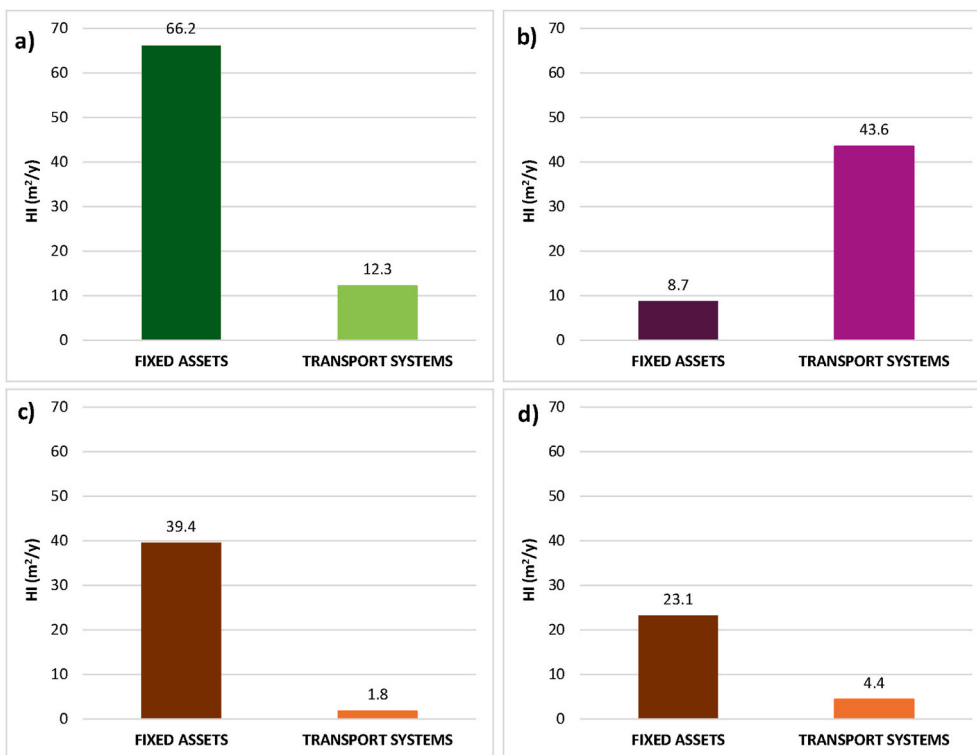 a)
70
60
50
40
30
20
10
0
HI (m²/y)
66.2
12.3
FIXED ASSETS
TRANSPORT SYSTEMS
b)
70
60
50
40
30
20
10
0
HI (m²/y)
8.7
43.6
FIXED ASSETS
TRANSPORT SYSTEMS
c)
70
60
50
40
30
20
10
0
HI (m²/y)
39.4
1.8
FIXED ASSETS
TRANSPORT SYSTEMS
d)
70
60
50
40
30
20
10
0
HI (m²/y)
23.1
4.4
FIXED ASSETS
TRANSPORT SYSTEMS